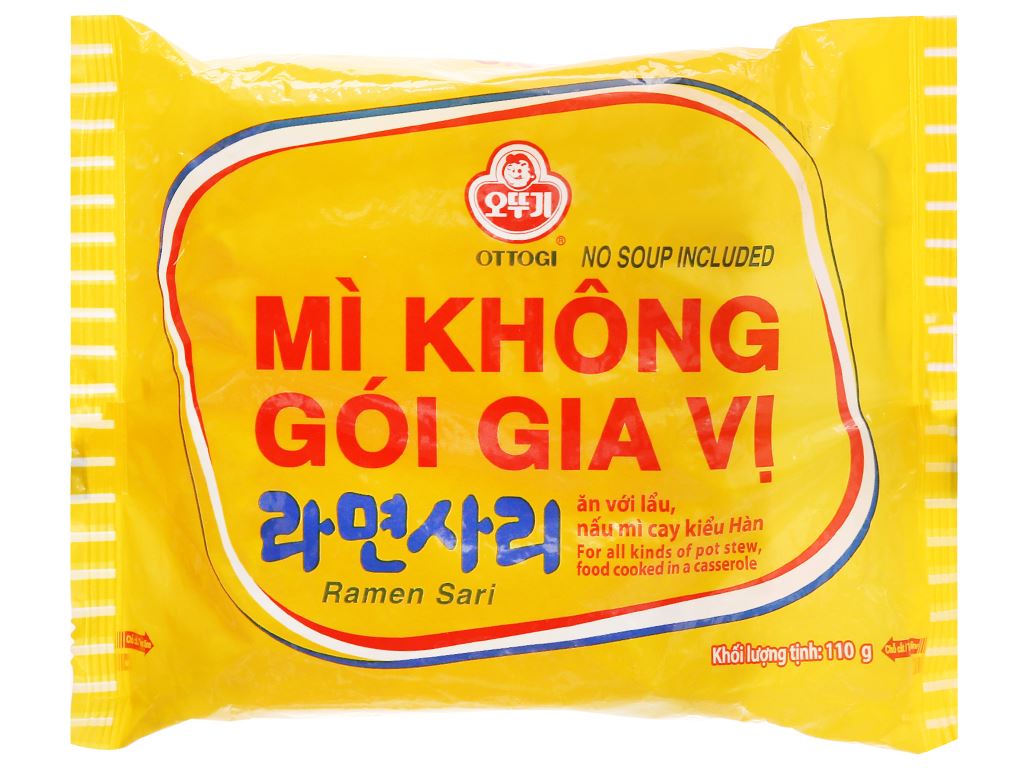 오뚜기
®
OTTOGI NO SOUP INCLUDED
MÌ KHÔNG
GÓI GIA VỊ
라면사리
Ramen Sari
ăn với lẩu,
nấu mì cay kiểu Hàn
For all kinds of pot stew,
food cooked in a casserole
Khối lượng tịnh: 110 g